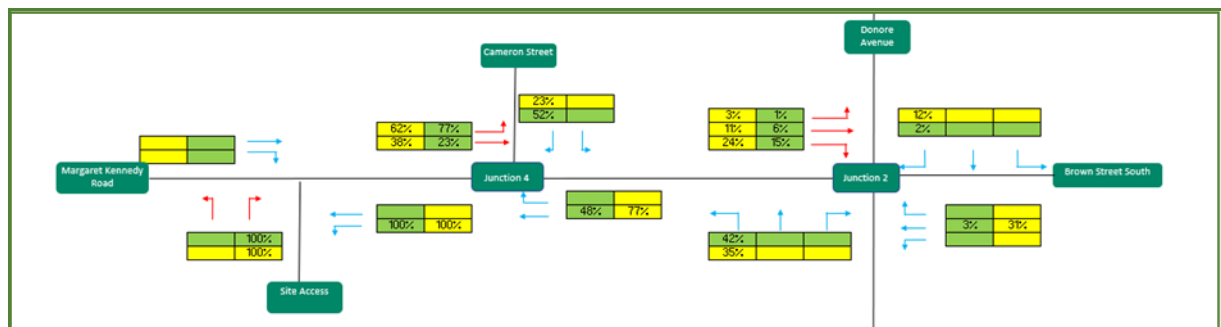 Donore
Avenue
Cameron Street
23%
52%
3% 1%
11% 6%
24% 15%
12%
2%
62% 77%
38% 23%
Margaret Kennedy
Road
Junction 4
Junction 2
Brown Street South
100% 100%
48% 77%
42%
35%
3% 31%
100%
100%
Site Access